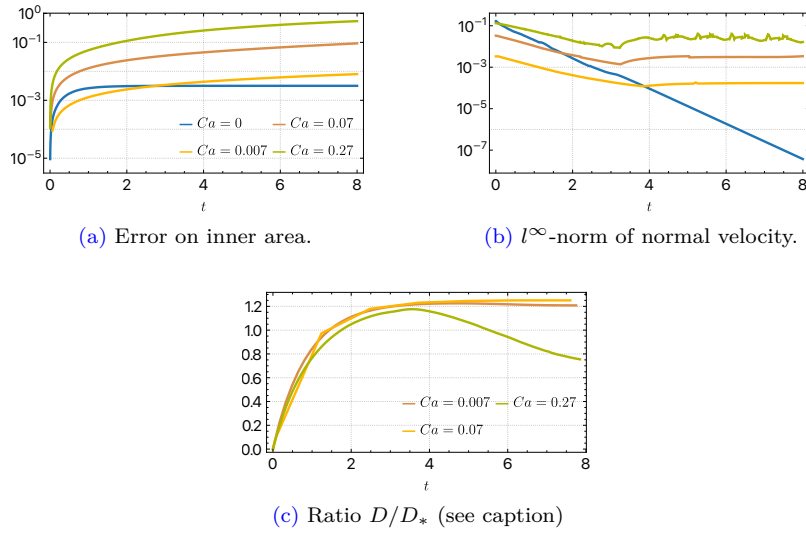 10^0
10^{-1}
10^{-3}
10^{-5}
0 2 4 6 8
t
Ca = 0 Ca = 0.07
Ca = 0.007 Ca = 0.27
(a) Error on inner area.
10^{-1}
10^{-3}
10^{-5}
10^{-7}
0 2 4 6 8
t
(b) l^∞-norm of normal velocity.
1.2
1.0
0.8
0.6
0.4
0.2
0.0
0 2 4 6 8
t
Ca = 0.007 Ca = 0.27
Ca = 0.07
(c) Ratio D/D_* (see caption)